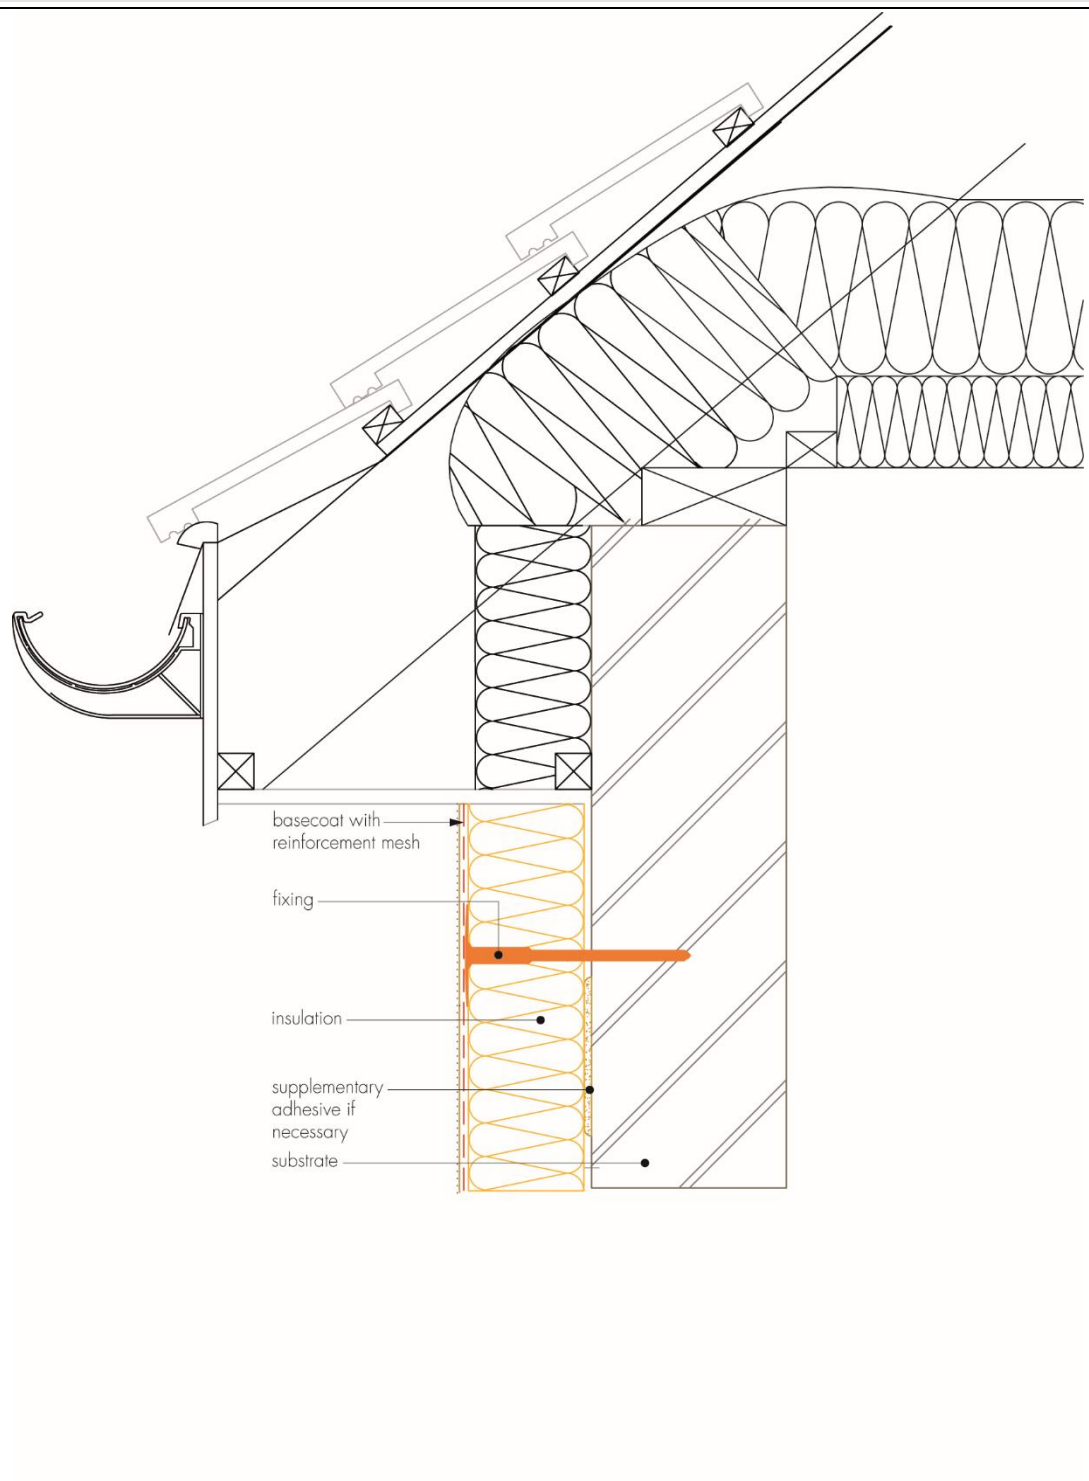 basecoat with
reinforcement mesh
fixing
insulation
supplementary
adhesive if
necessary
substrate